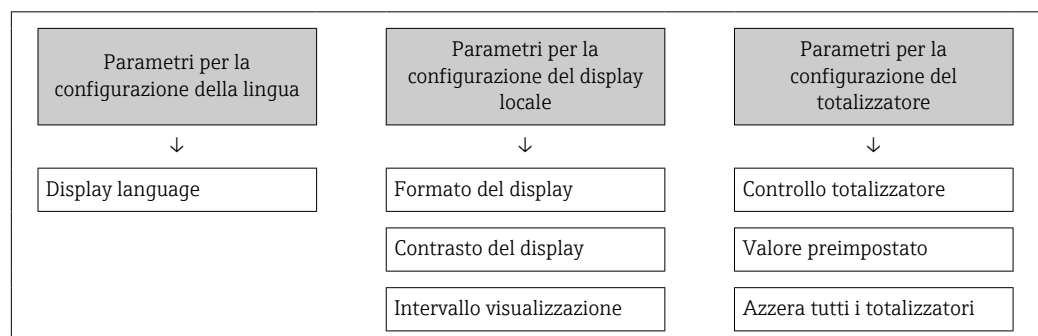 Parametri per la
configurazione della lingua
Parametri per la
configurazione del display
locale
Parametri per la
configurazione del
totalizzatore
↓
↓
↓
Display language
Formato del display
Controllo totalizzatore
Contrasto del display
Valore preimpostato
Intervallo visualizzazione
Azzera tutti i totalizzatori